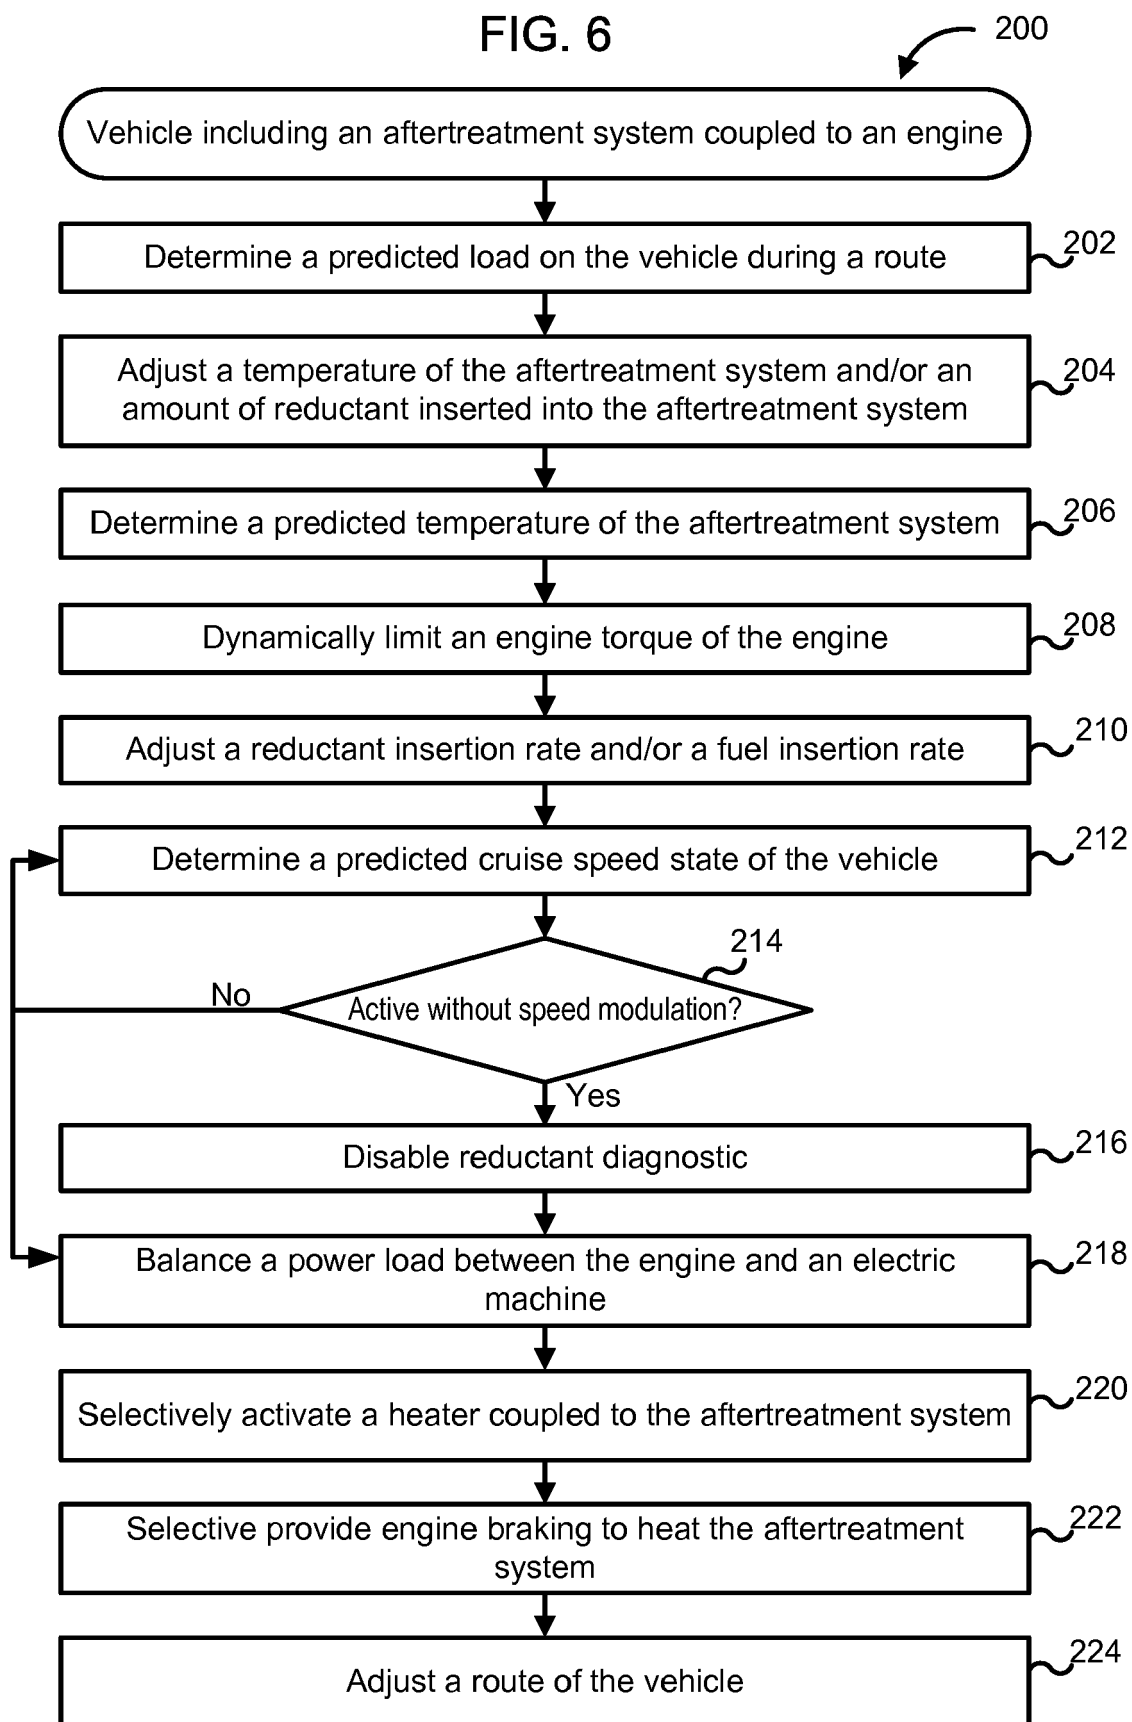 FIG. 6
200
Vehicle including an aftertreatment system coupled to an engine
Determine a predicted load on the vehicle during a route
202
Adjust a temperature of the aftertreatment system and/or an
amount of reductant inserted into the aftertreatment system
204
Determine a predicted temperature of the aftertreatment system
206
Dynamically limit an engine torque of the engine
208
Adjust a reductant insertion rate and/or a fuel insertion rate
210
Determine a predicted cruise speed state of the vehicle
212
214
No
Active without speed modulation?
Yes
Disable reductant diagnostic
216
Balance a power load between the engine and an electric
machine
218
Selectively activate a heater coupled to the aftertreatment system
220
Selective provide engine braking to heat the aftertreatment
system
222
Adjust a route of the vehicle
224